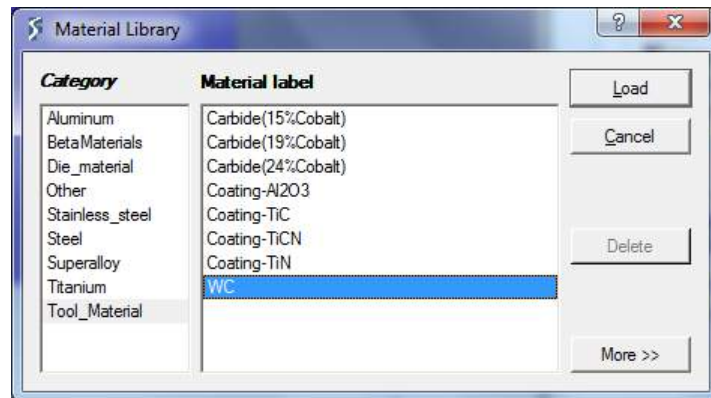 Material Library
?
X
Category
Material label
Load
Cancel
Delete
More >>
Aluminum
BetaMaterials
Die_material
Other
Stainless_steel
Steel
Superalloy
Titanium
Tool_Material
Carbide(15%Cobalt)
Carbide(19%Cobalt)
Carbide(24%Cobalt)
Coating-Al2O3
Coating-TiC
Coating-TiCN
Coating-TiN
WC